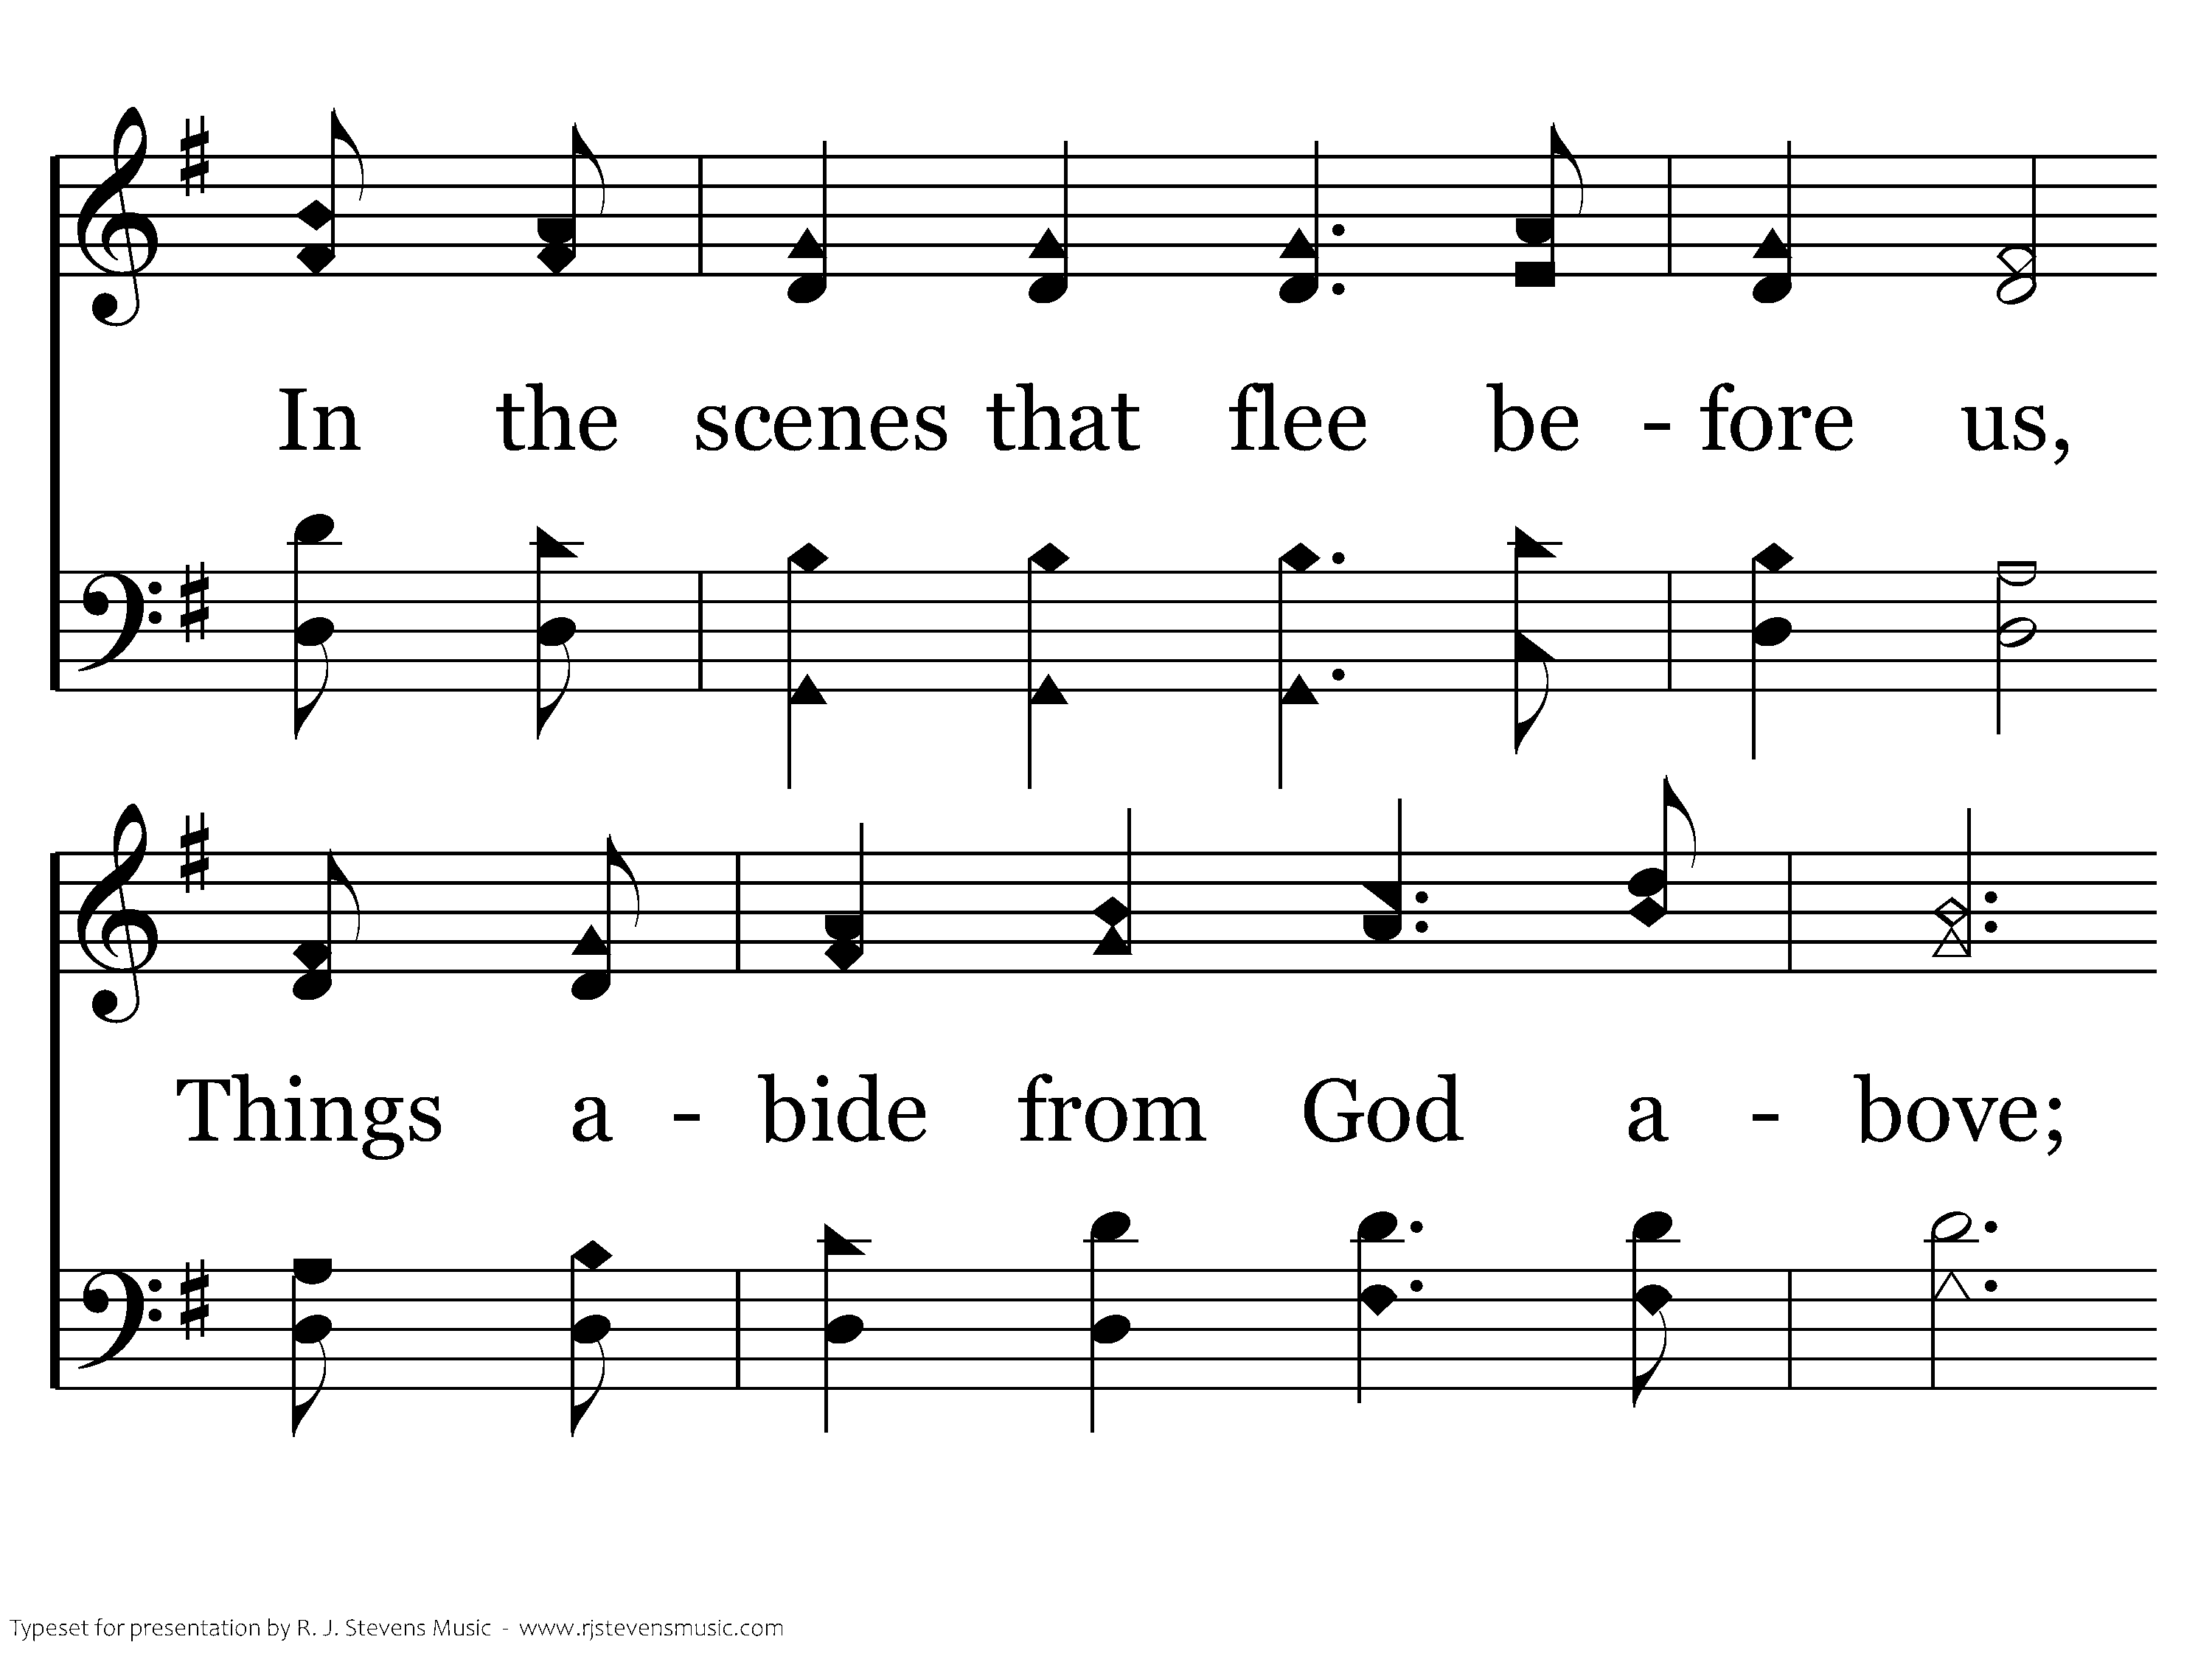 In the scenes that flee be - fore us,
Things a - bide from God a - bove;
Typeset for presentation by R. J. Stevens Music - www.rjstevensmusic.com